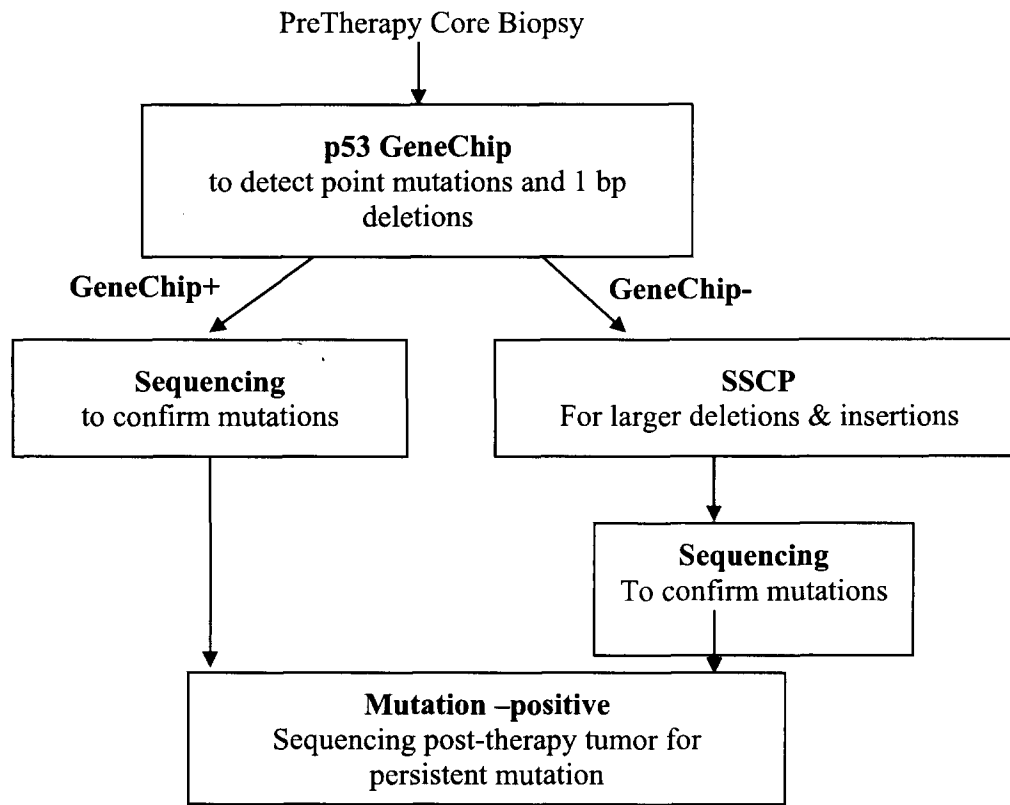 PreTherapy Core Biopsy
p53 GeneChip
to detect point mutations and 1 bp
deletions
GeneChip+
GeneChip-
Sequencing
to confirm mutations
SSCP
For larger deletions & insertions
Sequencing
To confirm mutations
Mutation –positive
Sequencing post-therapy tumor for
persistent mutation